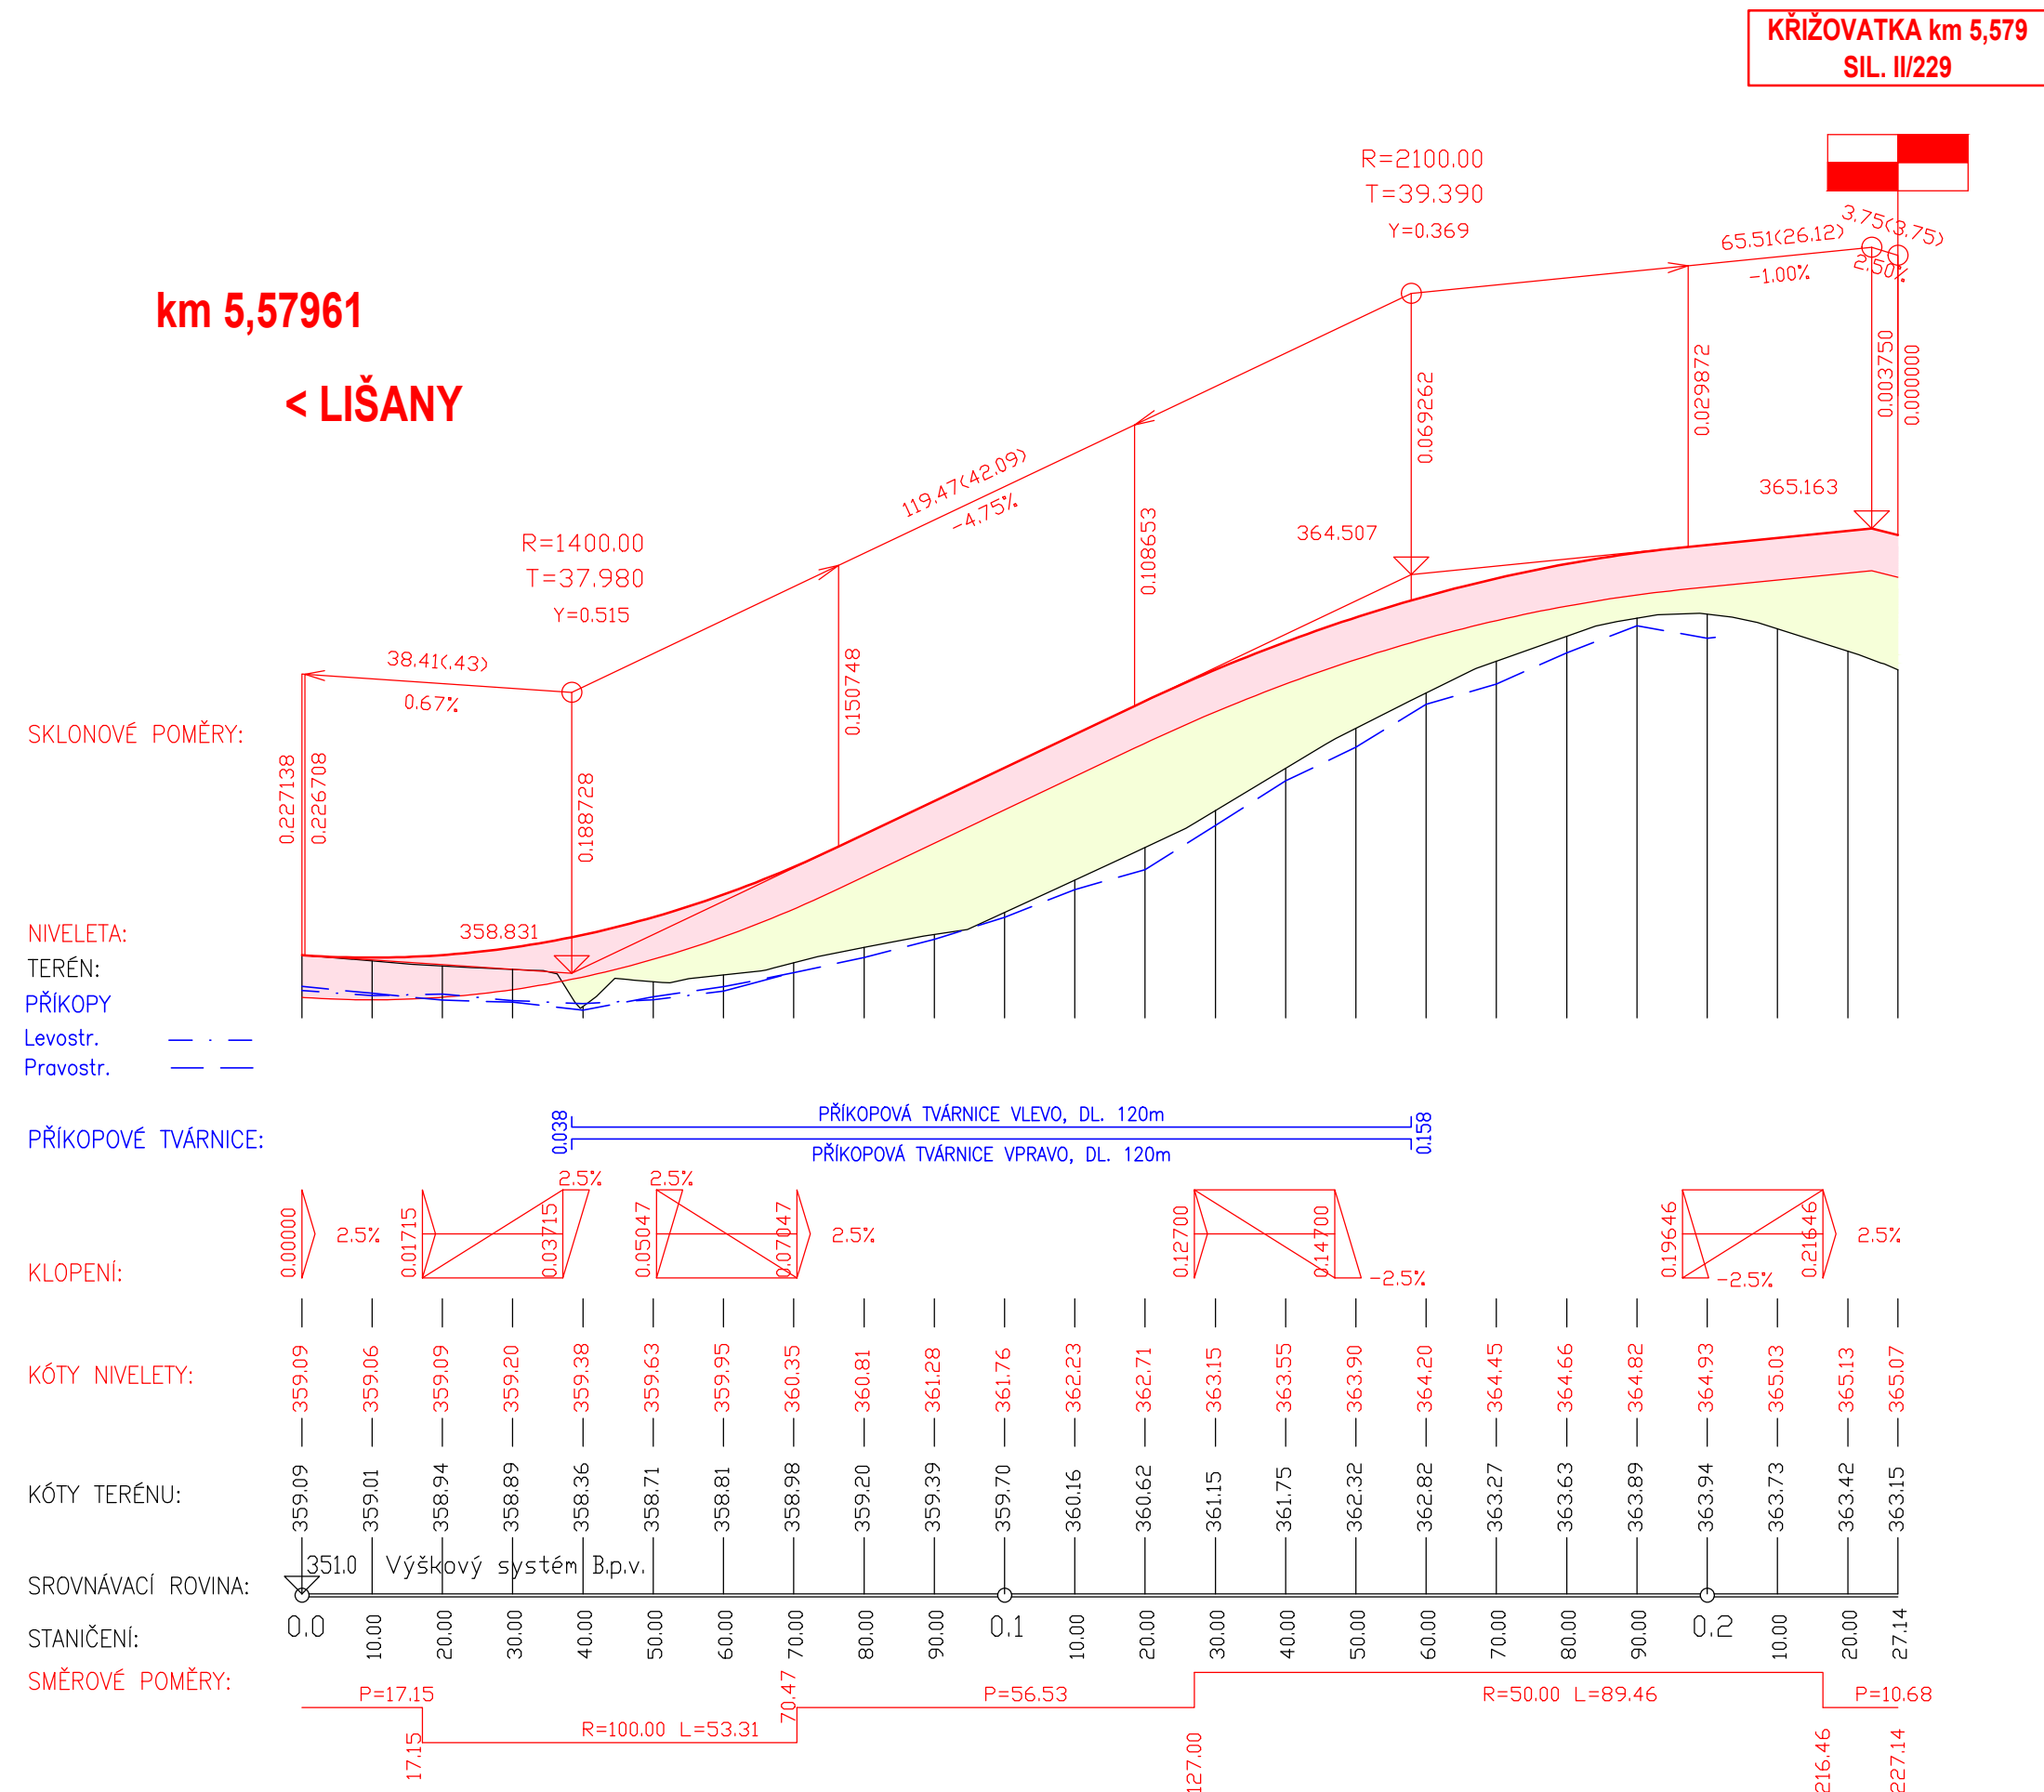 KŘIŽOVATKA km 5,579
SIL. II/229
R=2100.00
T=39.390
Y=0.369
3.75(3.75)
2.50%
65.51(26.12)
-1.00%
km 5,57961
< LIŠANY
0.069262
0.029872
0.003750
0.000000
119.47(42.09)
-4.75%
365.163
364.507
0.108653
R=1400.00
T=37.980
Y=0.515
38.41(.43)
0.67%
0.150748
SKLONOVÉ POMĚRY:
0.227138
0.226708
0.188728
NIVELETA:
358.831
TERÉN:
PŘÍKOPY
Levostr.
Pravostr.
PŘÍKOPOVÉ TVÁRNICE:
0.038
PŘÍKOPOVÁ TVÁRNICE VLEVO, DL. 120m
PŘÍKOPOVÁ TVÁRNICE VPRAVO, DL. 120m
0.158
KLOPENÍ:
0.00000
2.5%
0.01715
0.03715
2.5%
0.05047
2.5%
0.07047
2.5%
0.12700
0.14700
-2.5%
0.19646
-2.5%
0.21646
2.5%
KÓTY NIVELETY:
359.09 359.06 359.09 359.20 359.38 359.63 359.95 360.35 360.81 361.28 361.76 362.23 362.71 363.15 363.55 363.90 364.20 364.45 364.66 364.82 364.93 365.03 365.13 365.07
KÓTY TERÉNU:
359.09 359.01 358.94 358.89 358.36 358.71 358.81 358.98 359.20 359.39 359.70 360.16 360.62 361.15 361.75 362.32 362.82 363.27 363.63 363.89 363.94 363.73 363.42 363.15
SROVNÁVACÍ ROVINA:
351.0 Výškový systém B.p.v.
STANIČENÍ:
0.0 10.00 20.00 30.00 40.00 50.00 60.00 70.00 80.00 90.00 0.1 10.00 20.00 30.00 40.00 50.00 60.00 70.00 80.00 90.00 0.2 10.00 20.00 27.14
SMĚROVÉ POMĚRY:
P=17.15
17.15
R=100.00 L=53.31
70.47
P=56.53
127.00
R=50.00 L=89.46
216.46
P=10.68
227.14